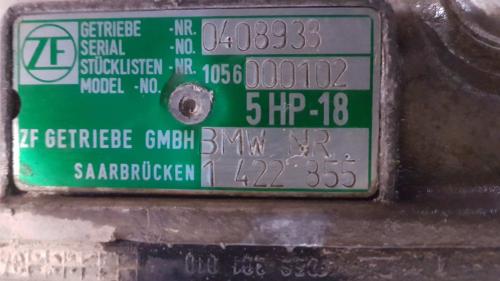 ZF
GETRIEBE -NR.
SERIAL -NO. 0408933
STÜCKLISTEN -NR. 1056 000102
MODEL -NO.
5 HP-18
ZF GETRIEBE GMBH BMW NR.
SAARBRÜCKEN 1 422 355